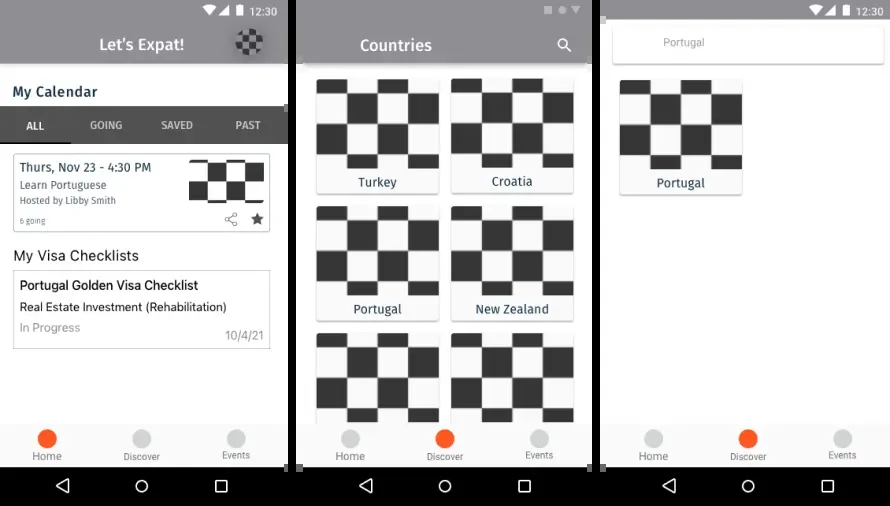 12:30
Let's Expat!
My Calendar
ALL GOING SAVED PAST
Thurs, Nov 23 - 4:30 PM
Learn Portuguese
Hosted by Libby Smith
6 going
My Visa Checklists
Portugal Golden Visa Checklist
Real Estate Investment (Rehabilitation)
In Progress
10/4/21
Home Discover Events
Countries
Turkey Croatia
Portugal New Zealand
Home Discover Events
12:30
Portugal
Portugal
Home Discover Events